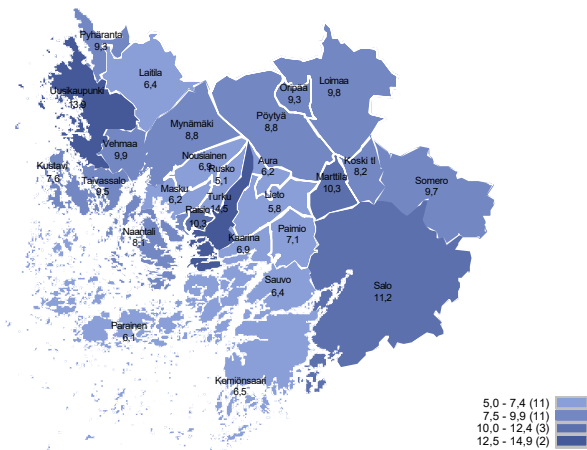 Pyhäranta
9,3
Laitila
6,4
Uusikaupunki
13,9
Oripää
9,3
Loimaa
9,8
Mynämäki
8,8
Pöytyä
8,8
Vehmaa
9,9
Kustavi
7,6
Taivassalo
9,5
Nousiainen
6,9
Rusko
5,1
Aura
6,2
Marttila
10,3
Koski tl
8,2
Somero
9,7
Masku
6,2
Turku
14,5
Lieto
5,8
Raisio
10,3
Naantali
8,1
Kaarina
6,9
Paimio
7,1
Sauvo
6,4
Salo
11,2
Parainen
6,1
Kemiönsaari
6,5
5,0 - 7,4 (11)
7,5 - 9,9 (11)
10,0 - 12,4 (3)
12,5 - 14,9 (2)